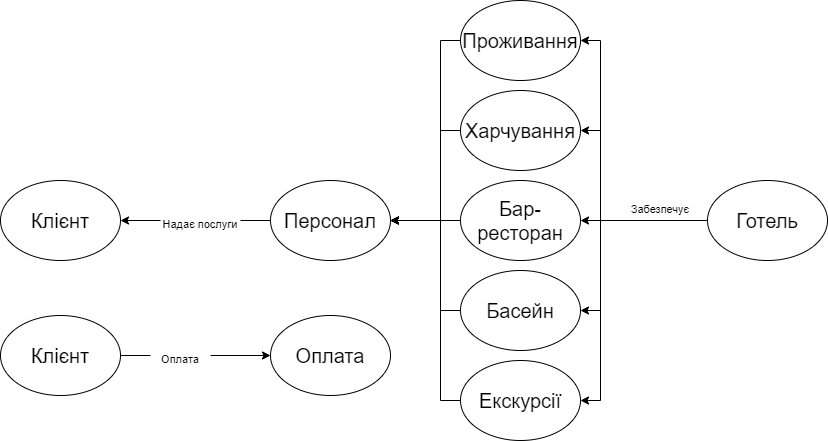 Проживання
Харчування
Забезпечує
Клієнт
Надає послуги
Персонал
Бар-
ресторан
Готель
Басейн
Клієнт
Оплата
Оплата
Екскурсії